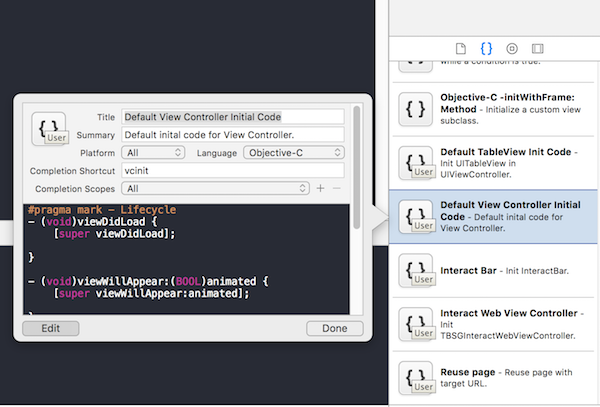 Title Default View Controller Initial Code
{ } User
Summary Default inital code for View Controller.
Platform All Language Objective-C
Completion Shortcut vcinit
Completion Scopes All + −
#pragma mark – Lifecycle
- (void)viewDidLoad {
[super viewDidLoad];
}
- (void)viewWillAppear:(BOOL)animated {
[super viewWillAppear:animated];
Edit Done
{ }
while a condition is true.
{ }
Objective-C -initWithFrame:
Method - Initialize a custom view
subclass.
{ } User
Default TableView Init Code -
Init UITableView in
UIViewController.
{ } User
Default View Controller Initial
Code - Default inital code for
View Controller.
{ } User
Interact Bar - Init InteractBar.
{ } User
Interact Web View Controller -
Init
TBSGInteractWebViewController.
{ } User
Reuse page - Reuse page with
target URL.